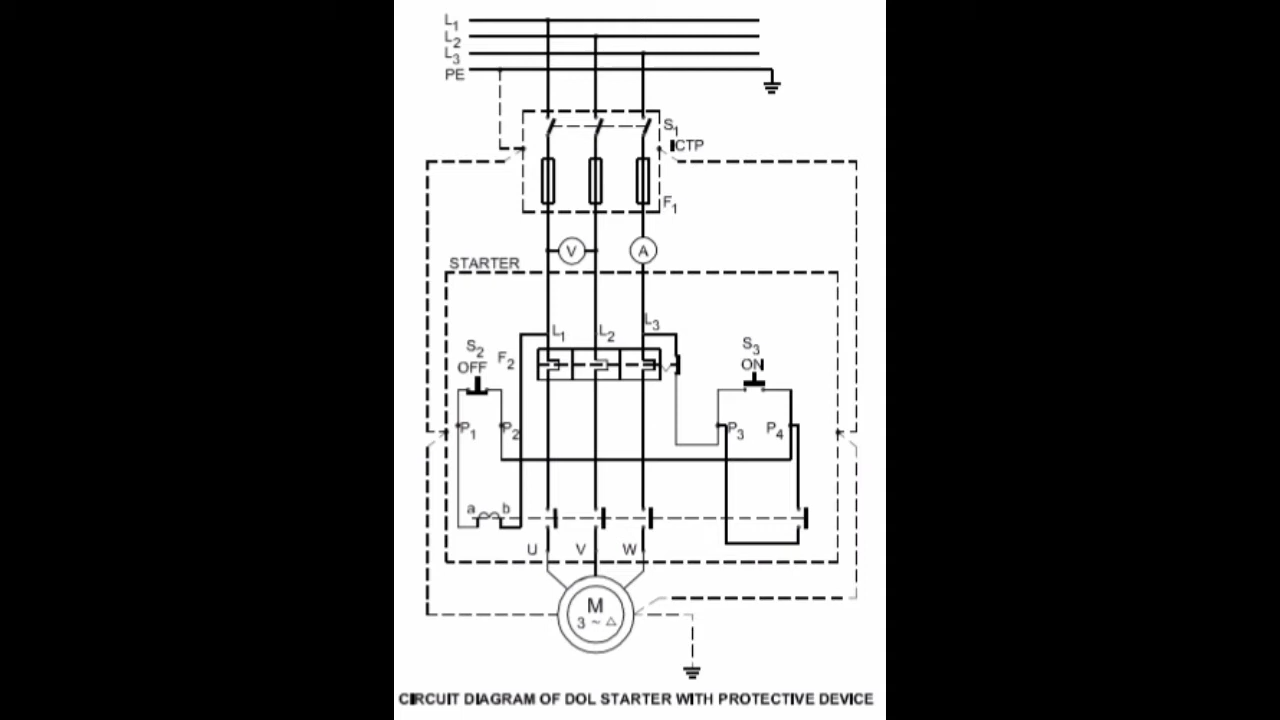 L1
L2
L3
PE
S1
ICTP
F1
V
A
STARTER
L1
L2
L3
S2
OFF
F2
S3
ON
P1
P2
P3
P4
a
b
U
V
W
M
3 ~ △
CIRCUIT DIAGRAM OF DOL STARTER WITH PROTECTIVE DEVICE